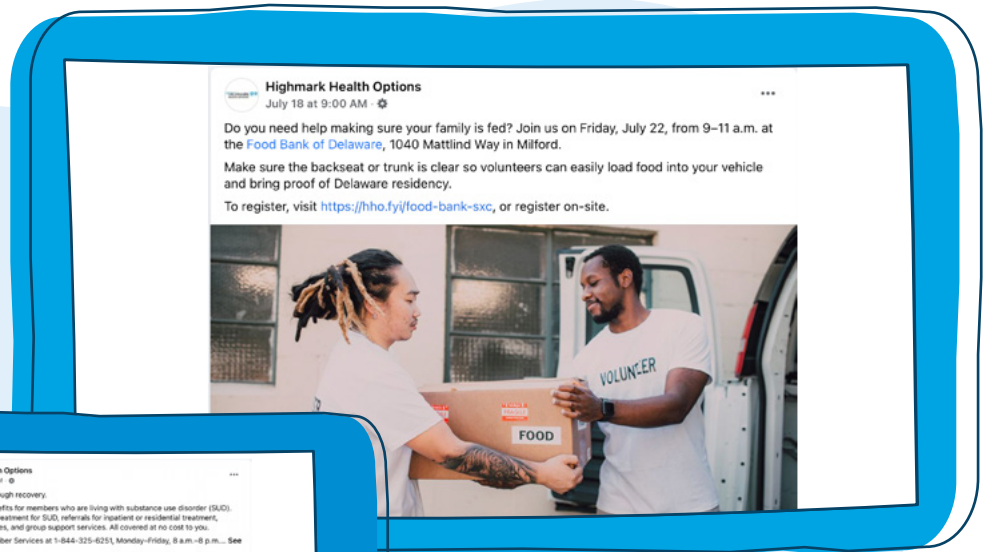 Highmark Health Options
July 18 at 9:00 AM ·
Do you need help making sure your family is fed? Join us on Friday, July 22, from 9–11 a.m. at
the Food Bank of Delaware, 1040 Mattlind Way in Milford.
Make sure the backseat or trunk is clear so volunteers can easily load food into your vehicle
and bring proof of Delaware residency.
To register, visit https://hho.fyi/food-bank-sxc, or register on-site.
VOLUNTEER
FRAGILE
FOOD
Options
recovery.
for members who are living with substance use disorder (SUD).
for SUD, referrals for inpatient or residential treatment,
and group support services. All covered at no cost to you.
Services at 1-844-325-6251, Monday–Friday, 8 a.m.–8 p.m... See